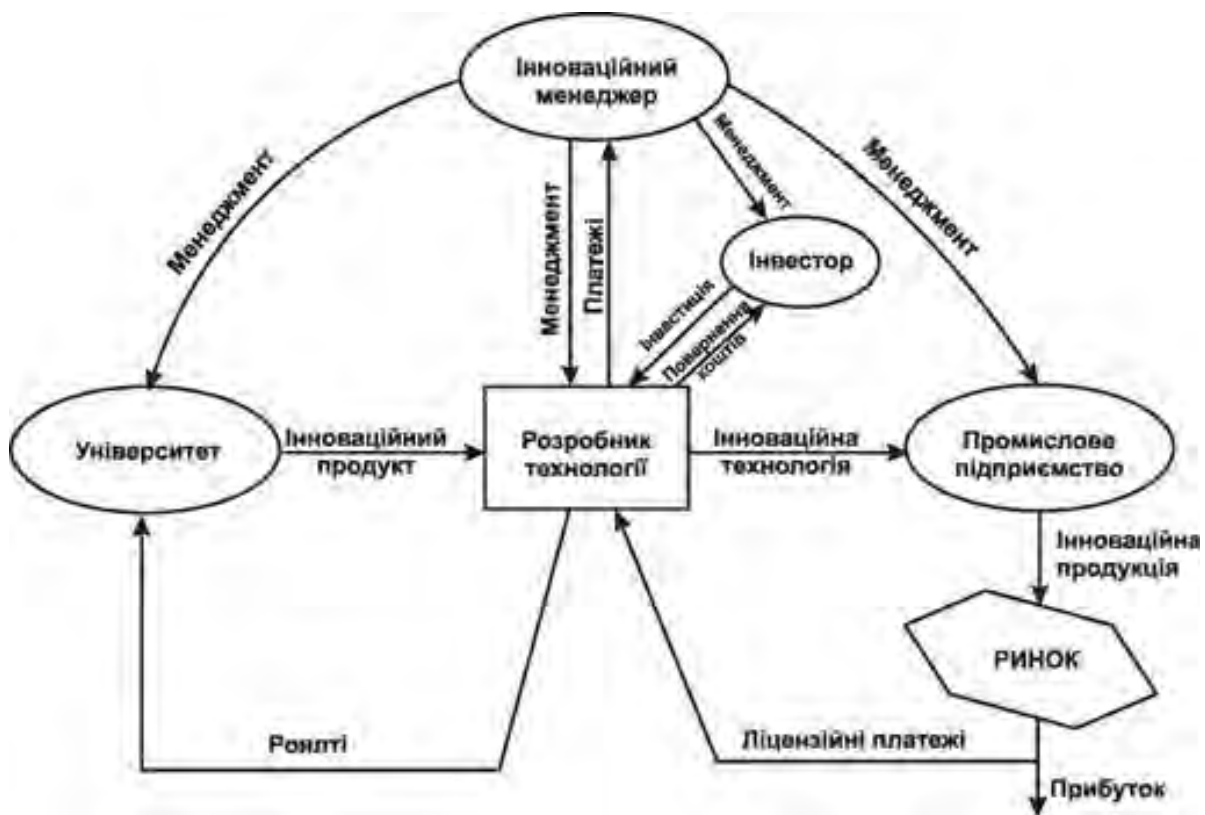 Інноваційний
менеджер
Менеджмент
Менеджмент
Платежі
Менеджмент
Менеджмент
Інвестор
Інвестиція
Повернення
коштів
Університет
Інноваційний
продукт
Розробник
технології
Інноваційна
технологія
Промислове
підприємство
Інноваційна
продукція
РИНОК
Роялті
Ліцензійні платежі
Прибуток